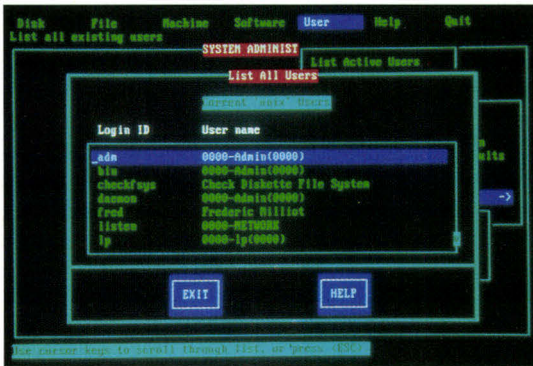 Disk File Machine Software User Help Quit
List all existing users
SYSTEM ADMINIST
List Active Users
List All Users
Current 'unix' Users
Login ID User name
_adm 0000-Admin(0000)
bin 0000-Admin(0000)
checkfsys Check Diskette File System
daemon 0000-Admin(0000)
fred Frederic Milliot
listen 0000-NETWORK
lp 0000-lp(0000)
n
ults
->
EXIT HELP
Use cursor keys to scroll through list, or press <ESC>